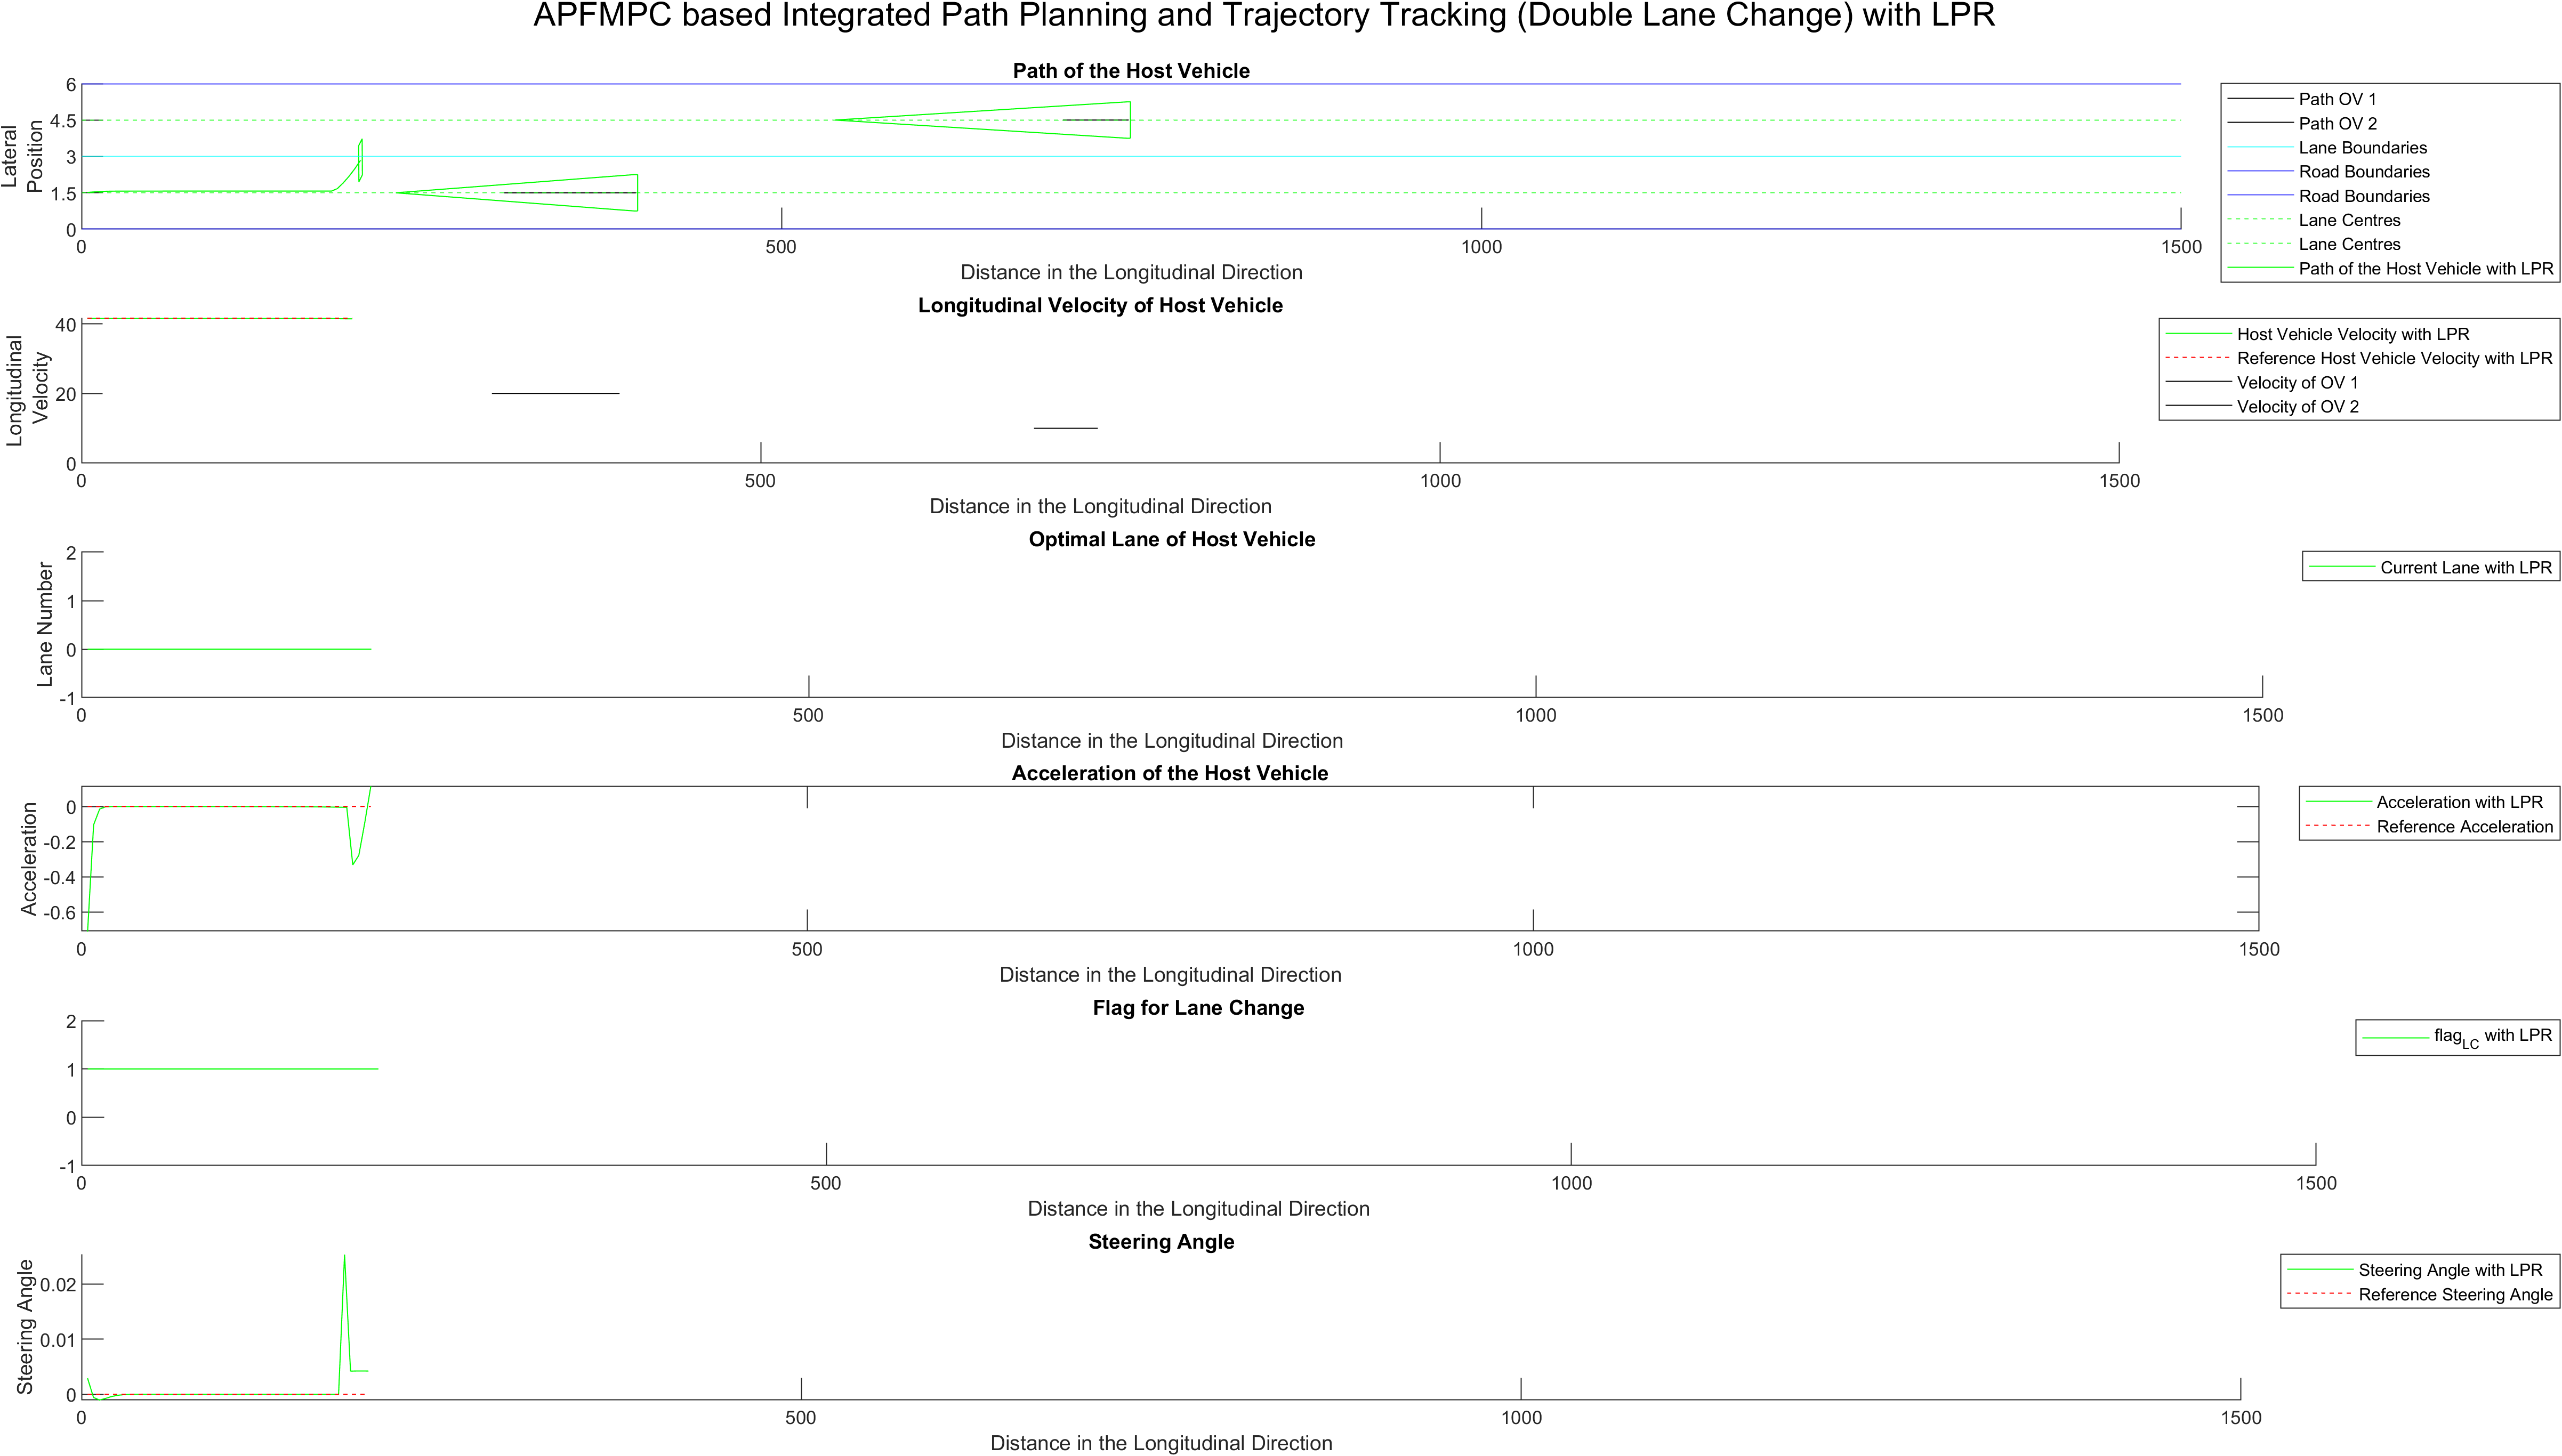 APFMPC based Integrated Path Planning and Trajectory Tracking (Double Lane Change) with LPR
Path of the Host Vehicle
Lateral
Position
6
4.5
3
1.5
0
0 500 1000 1500
Distance in the Longitudinal Direction
Path OV 1
Path OV 2
Lane Boundaries
Road Boundaries
Road Boundaries
Lane Centres
Lane Centres
Path of the Host Vehicle with LPR
Longitudinal Velocity of Host Vehicle
Longitudinal
Velocity
40
20
0
0 500 1000 1500
Distance in the Longitudinal Direction
Host Vehicle Velocity with LPR
Reference Host Vehicle Velocity with LPR
Velocity of OV 1
Velocity of OV 2
Optimal Lane of Host Vehicle
Lane Number
2
1
0
-1
0 500 1000 1500
Distance in the Longitudinal Direction
Current Lane with LPR
Acceleration of the Host Vehicle
Acceleration
0
-0.2
-0.4
-0.6
0 500 1000 1500
Distance in the Longitudinal Direction
Acceleration with LPR
Reference Acceleration
Flag for Lane Change
2
1
0
-1
0 500 1000 1500
Distance in the Longitudinal Direction
flagLC with LPR
Steering Angle
Steering Angle
0.02
0.01
0
0 500 1000 1500
Distance in the Longitudinal Direction
Steering Angle with LPR
Reference Steering Angle